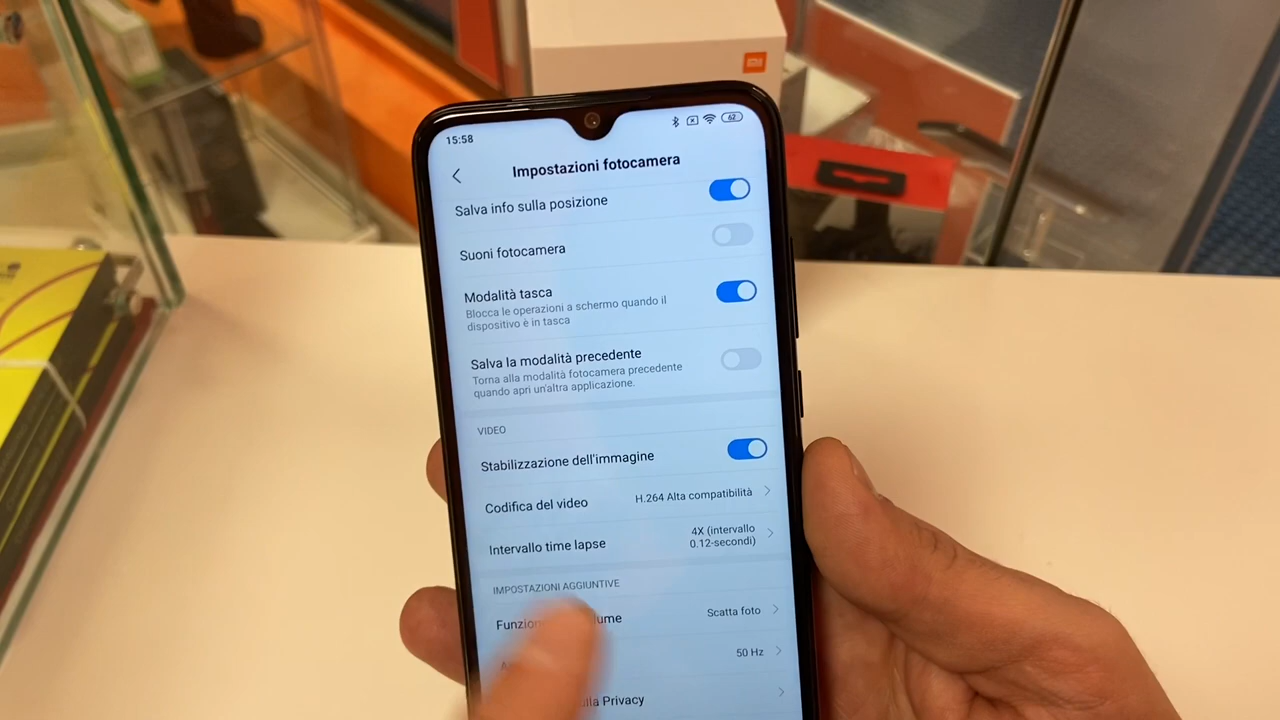 15:58
62
Impostazioni fotocamera
Salva info sulla posizione
Suoni fotocamera
Modalità tasca
Blocca le operazioni a schermo quando il
dispositivo è in tasca
Salva la modalità precedente
Torna alla modalità fotocamera precedente
quando apri un'altra applicazione.
VIDEO
Stabilizzazione dell'immagine
Codifica del video H.264 Alta compatibilità
Intervallo time lapse 4X (intervallo
0.12-secondi)
IMPOSTAZIONI AGGIUNTIVE
Scatta foto
50 Hz
Privacy